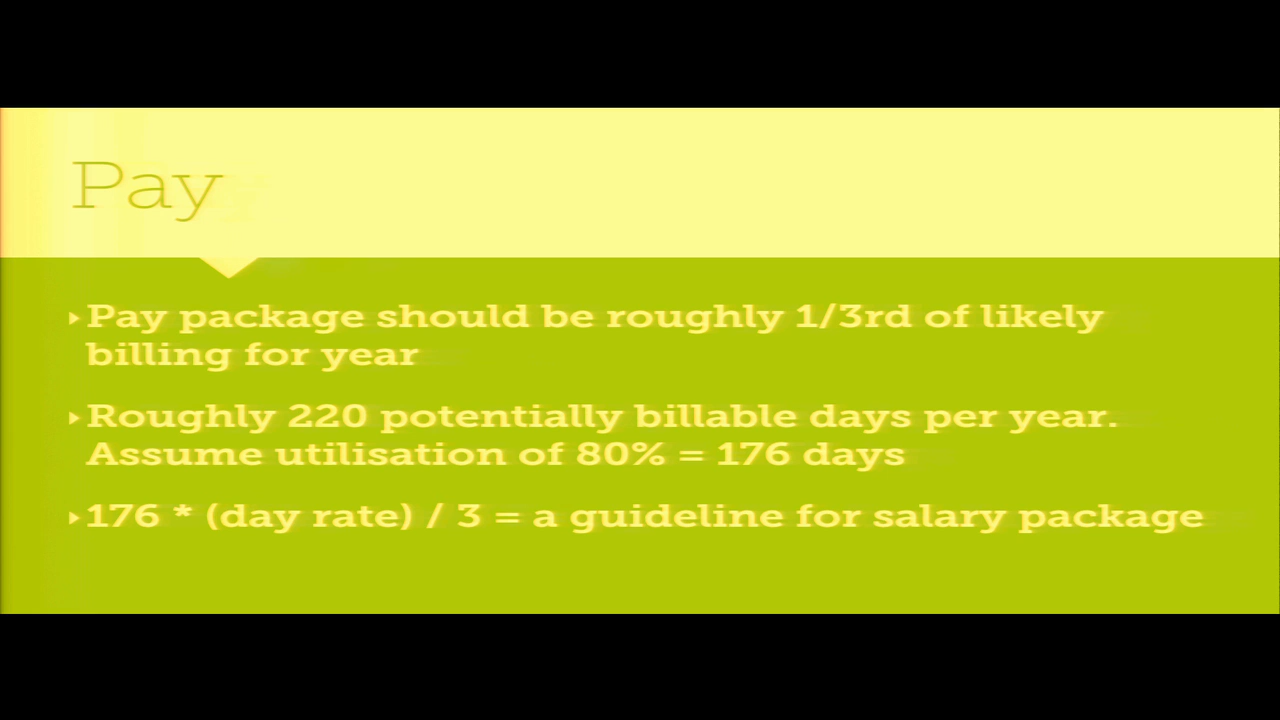 Pay
▸Pay package should be roughly 1/3rd of likely
billing for year
▸Roughly 220 potentially billable days per year.
Assume utilisation of 80% = 176 days
▸176 * (day rate) / 3 = a guideline for salary package